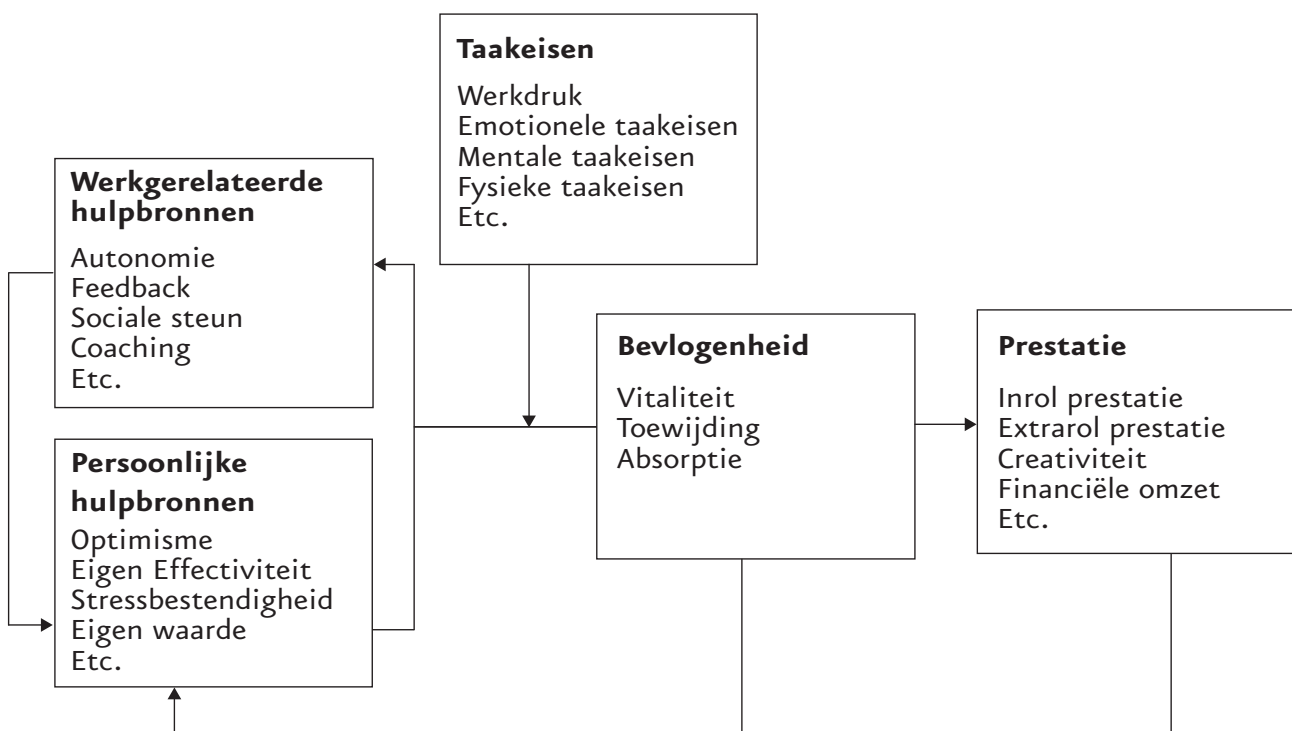 Taakeisen
Werkdruk
Emotionele taakeisen
Mentale taakeisen
Fysieke taakeisen
Etc.
Werkgerelateerde
hulpbronnen
Autonomie
Feedback
Sociale steun
Coaching
Etc.
Persoonlijke
hulpbronnen
Optimisme
Eigen Effectiviteit
Stressbestendigheid
Eigen waarde
Etc.
Bevlogenheid
Vitaliteit
Toewijding
Absorptie
Prestatie
Inrol prestatie
Extrarol prestatie
Creativiteit
Financiële omzet
Etc.